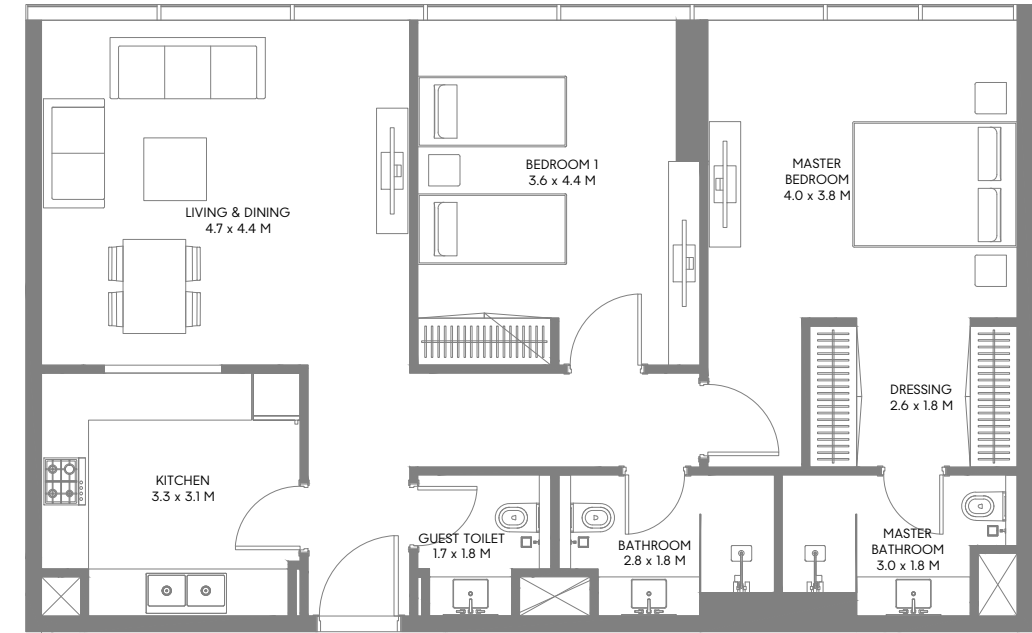 BEDROOM 1
3.6 x 4.4 M
MASTER
BEDROOM
4.0 x 3.8 M
LIVING & DINING
4.7 x 4.4 M
DRESSING
2.6 x 1.8 M
KITCHEN
3.3 x 3.1 M
GUEST TOILET
1.7 x 1.8 M
BATHROOM
2.8 x 1.8 M
MASTER
BATHROOM
3.0 x 1.8 M